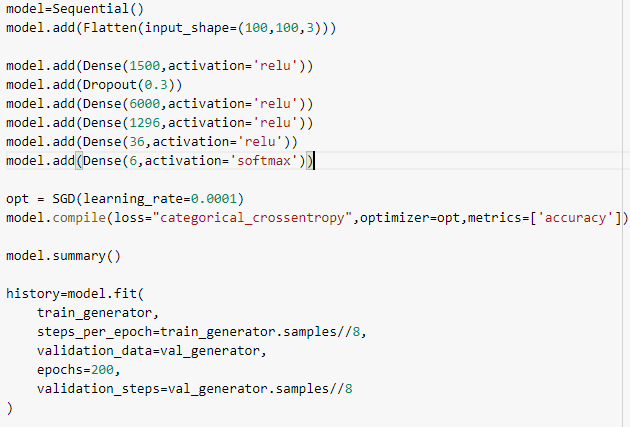 model=Sequential()
model.add(Flatten(input_shape=(100,100,3)))
model.add(Dense(1500,activation='relu'))
model.add(Dropout(0.3))
model.add(Dense(6000,activation='relu'))
model.add(Dense(1296,activation='relu'))
model.add(Dense(36,activation='relu'))
model.add(Dense(6,activation='softmax'))
opt = SGD(learning_rate=0.0001)
model.compile(loss="categorical_crossentropy",optimizer=opt,metrics=['accuracy'])
model.summary()
history=model.fit(
    train_generator,
    steps_per_epoch=train_generator.samples//8,
    validation_data=val_generator,
    epochs=200,
    validation_steps=val_generator.samples//8
)